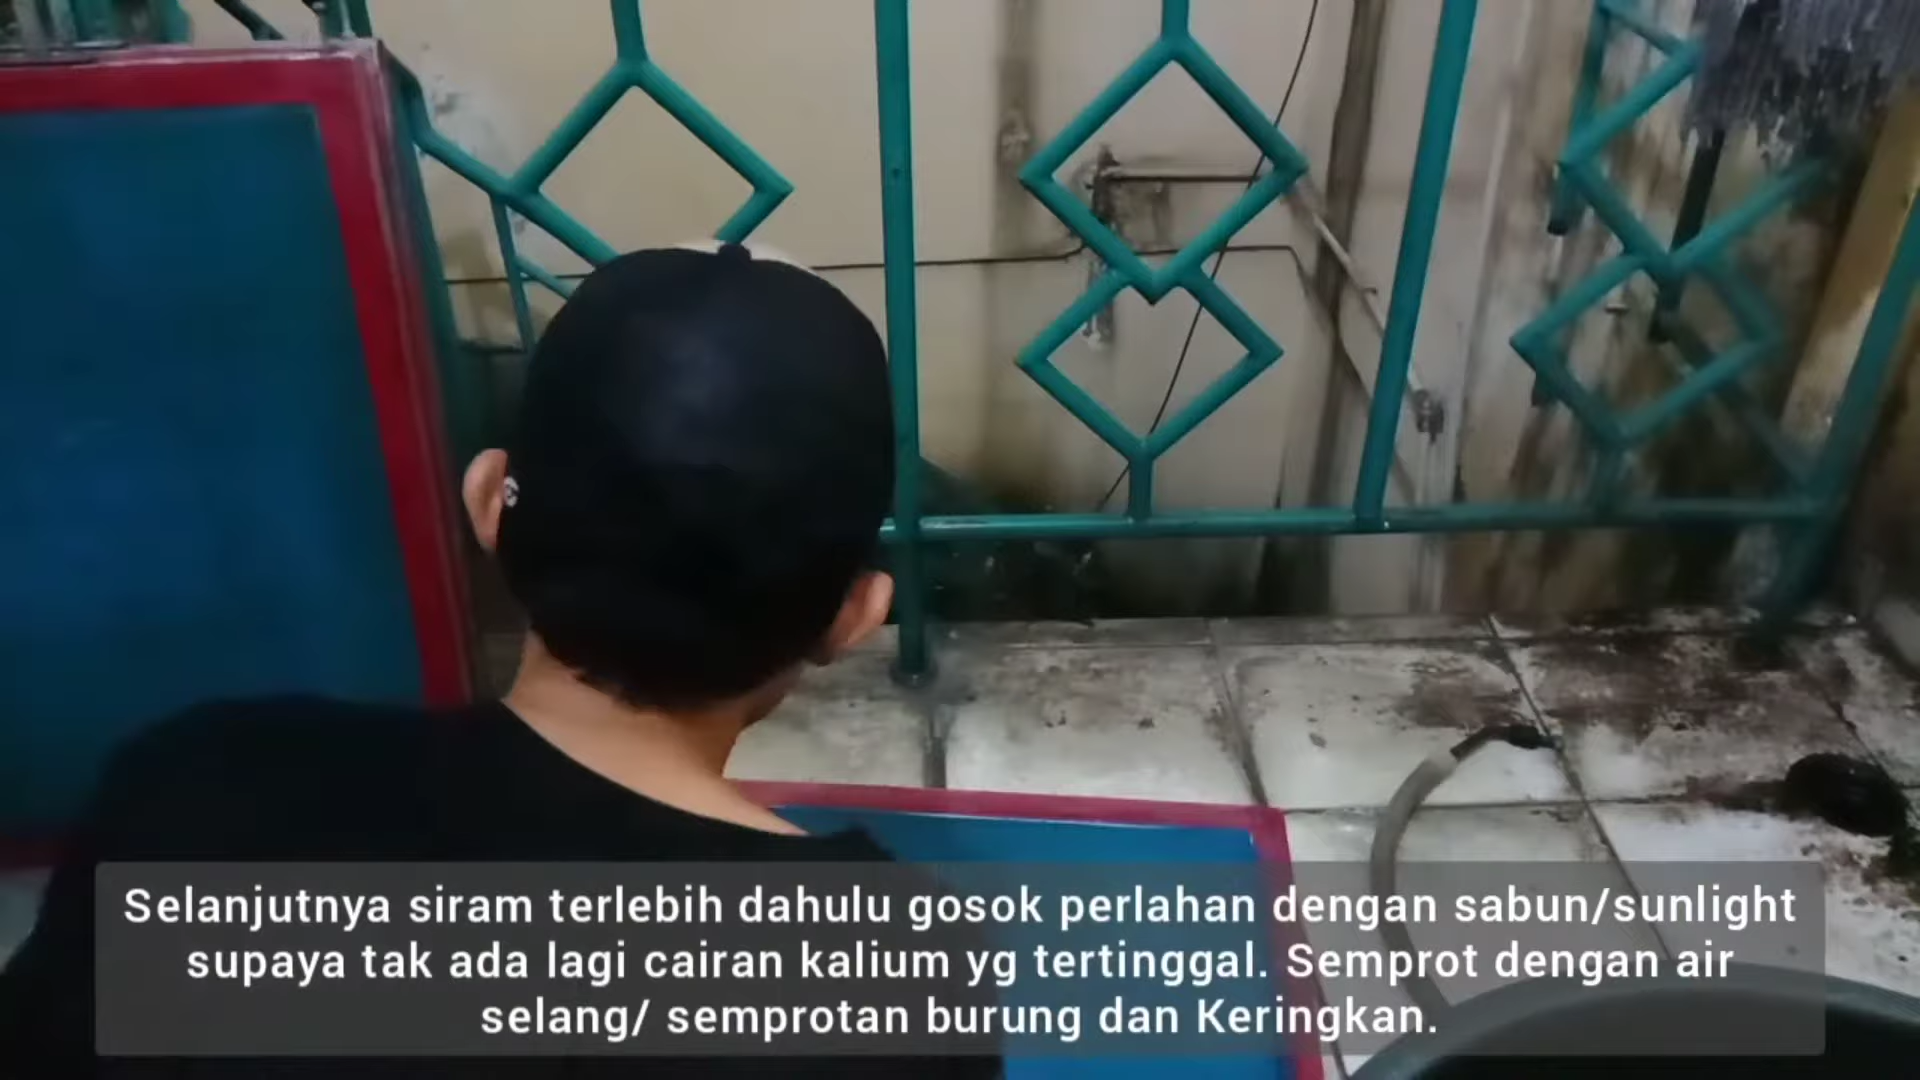 Selanjutnya siram terlebih dahulu gosok perlahan dengan sabun/sunlight
supaya tak ada lagi cairan kalium yg tertinggal. Semprot dengan air
selang/ semprotan burung dan Keringkan.